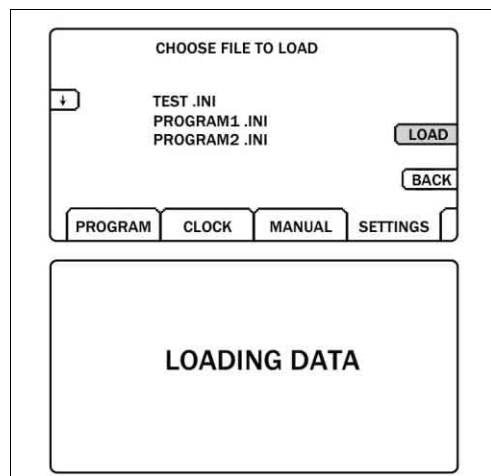 CHOOSE FILE TO LOAD
↓
TEST .INI
PROGRAM1 .INI
PROGRAM2 .INI
LOAD
BACK
PROGRAM CLOCK MANUAL SETTINGS
LOADING DATA